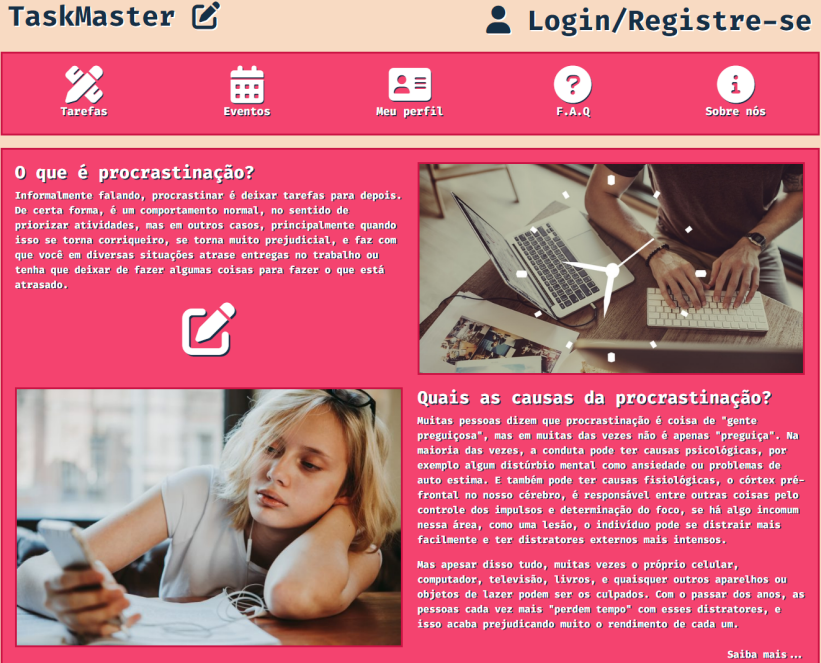 TaskMaster
Login/Registre-se
Tarefas
Eventos
Meu perfil
F.A.Q
Sobre nós
O que é procrastinação?
Informalmente falando, procrastinar é deixar tarefas para depois.
De certa forma, é um comportamento normal, no sentido de
priorizar atividades, mas em outros casos, principalmente quando
isso se torna corriqueiro, se torna muito prejudicial, e faz com
que você em diversas situações atrase entregas no trabalho ou
tenha que deixar de fazer algumas coisas para fazer o que está
atrasado.
Quais as causas da procrastinação?
Muitas pessoas dizem que procrastinação é coisa de "gente
preguiçosa", mas em muitas das vezes não é apenas "preguiça". Na
maioria das vezes, a conduta pode ter causas psicológicas, por
exemplo algum distúrbio mental como ansiedade ou problemas de
auto estima. E também pode ter causas fisiológicas, o córtex pré-
frontal no nosso cérebro, é responsável entre outras coisas pelo
controle dos impulsos e determinação do foco, se há algo incomum
nessa área, como uma lesão, o indivíduo pode se distrair mais
facilmente e ter distratores externos mais intensos.
Mas apesar disso tudo, muitas vezes o próprio celular,
computador, televisão, livros, e quaisquer outros aparelhos ou
objetos de lazer podem ser os culpados. Com o passar dos anos, as
pessoas cada vez mais "perdem tempo" com esses distratores, e
isso acaba prejudicando muito o rendimento de cada um.
Saiba mais...